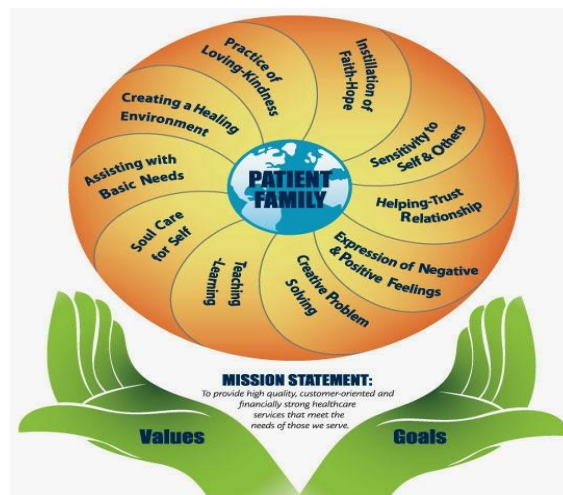 Practice of
Loving-Kindness
Instillation of
Faith-Hope
Creating a Healing
Environment
Sensitivity to
Self & Others
Assisting with
Basic Needs
PATIENT
FAMILY
Helping-Trust
Relationship
Soul Care
for Self
Expression of Negative
& Positive Feelings
Teaching
-Learning
Creative Problem
Solving
MISSION STATEMENT:
To provide high quality, customer-oriented and
financially strong healthcare
services that meet the
needs of those we serve.
Values
Goals